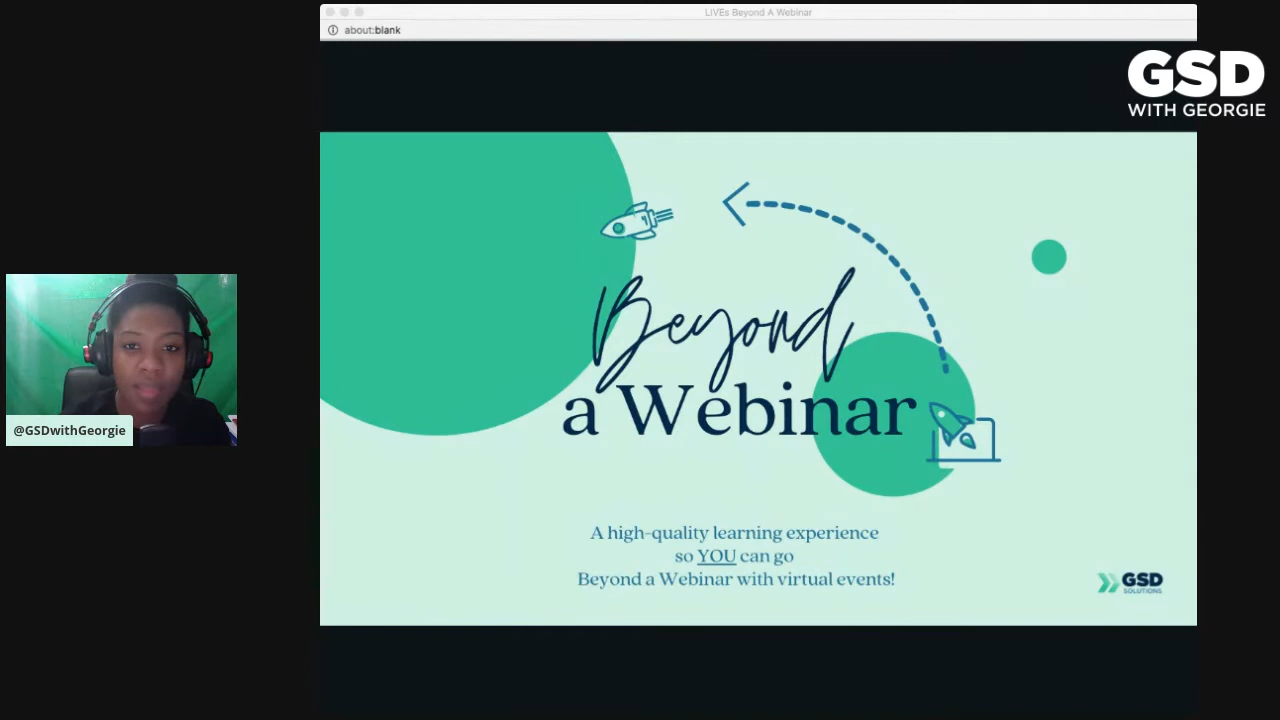 LIVEs Beyond A Webinar
about:blank
GSD
WITH GEORGIE
Beyond
a Webinar
@GSDwithGeorgie
A high-quality learning experience
so YOU can go
Beyond a Webinar with virtual events!
GSD
SOLUTIONS